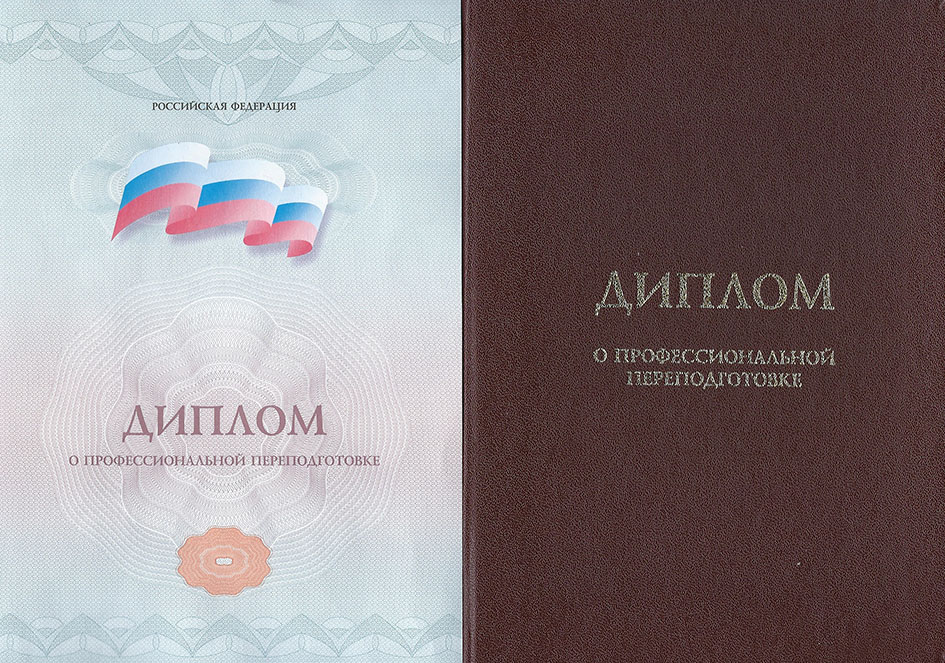 РОССИЙСКАЯ ФЕДЕРАЦИЯ
ДИПЛОМ
О ПРОФЕССИОНАЛЬНОЙ ПЕРЕПОДГОТОВКЕ
ДИПЛОМ
О ПРОФЕССИОНАЛЬНОЙ
ПЕРЕПОДГОТОВКЕ